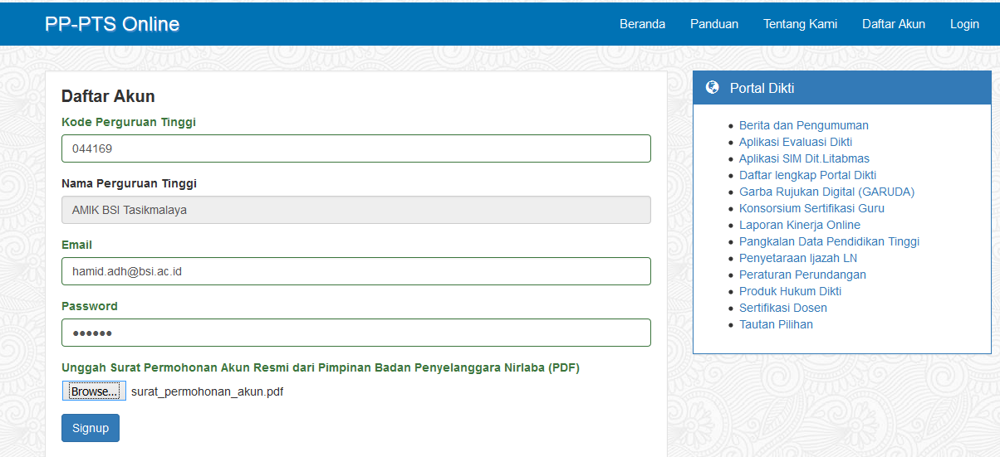 PP-PTS Online
Beranda Panduan Tentang Kami Daftar Akun Login
Daftar Akun
Kode Perguruan Tinggi
044169
Nama Perguruan Tinggi
AMIK BSI Tasikmalaya
Email
hamid.adh@bsi.ac.id
Password
●●●●●●
Unggah Surat Permohonan Akun Resmi dari Pimpinan Badan Penyelanggara Nirlaba (PDF)
Browse... surat_permohonan_akun.pdf
Signup
Portal Dikti
Berita dan Pengumuman
Aplikasi Evaluasi Dikti
Aplikasi SIM Dit.Litabmas
Daftar lengkap Portal Dikti
Garba Rujukan Digital (GARUDA)
Konsorsium Sertifikasi Guru
Laporan Kinerja Online
Pangkalan Data Pendidikan Tinggi
Penyetaraan Ijazah LN
Peraturan Perundangan
Produk Hukum Dikti
Sertifikasi Dosen
Tautan Pilihan